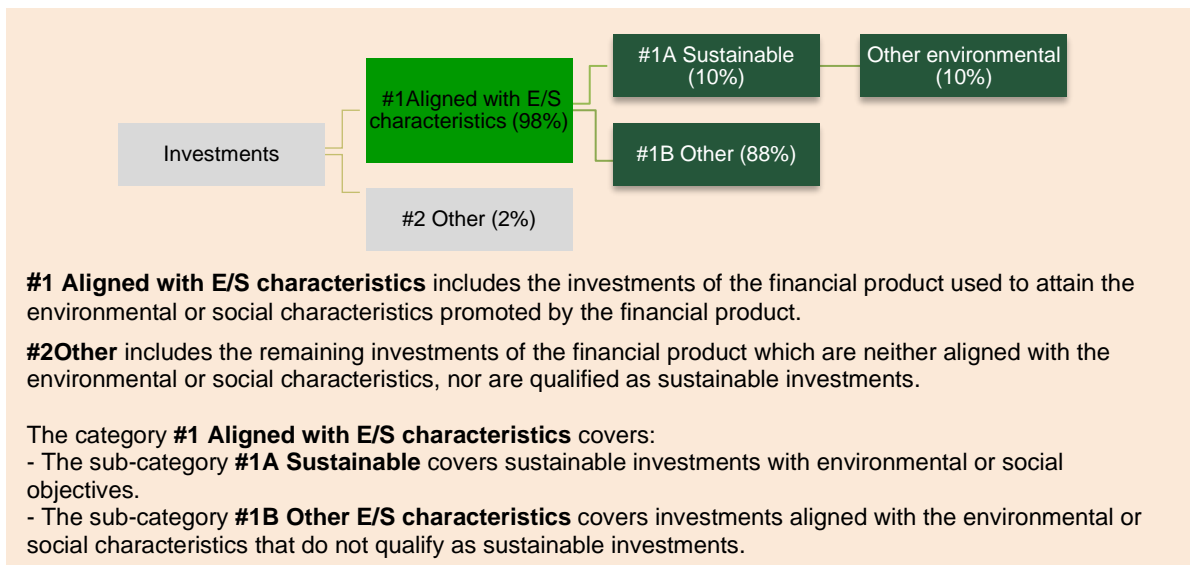 #1A Sustainable
(10%)
Other environmental
(10%)
#1Aligned with E/S
characteristics (98%)
Investments
#1B Other (88%)
#2 Other (2%)
#1 Aligned with E/S characteristics includes the investments of the financial product used to attain the
environmental or social characteristics promoted by the financial product.
#2Other includes the remaining investments of the financial product which are neither aligned with the
environmental or social characteristics, nor are qualified as sustainable investments.
The category #1 Aligned with E/S characteristics covers:
- The sub-category #1A Sustainable covers sustainable investments with environmental or social
objectives.
- The sub-category #1B Other E/S characteristics covers investments aligned with the environmental or
social characteristics that do not qualify as sustainable investments.